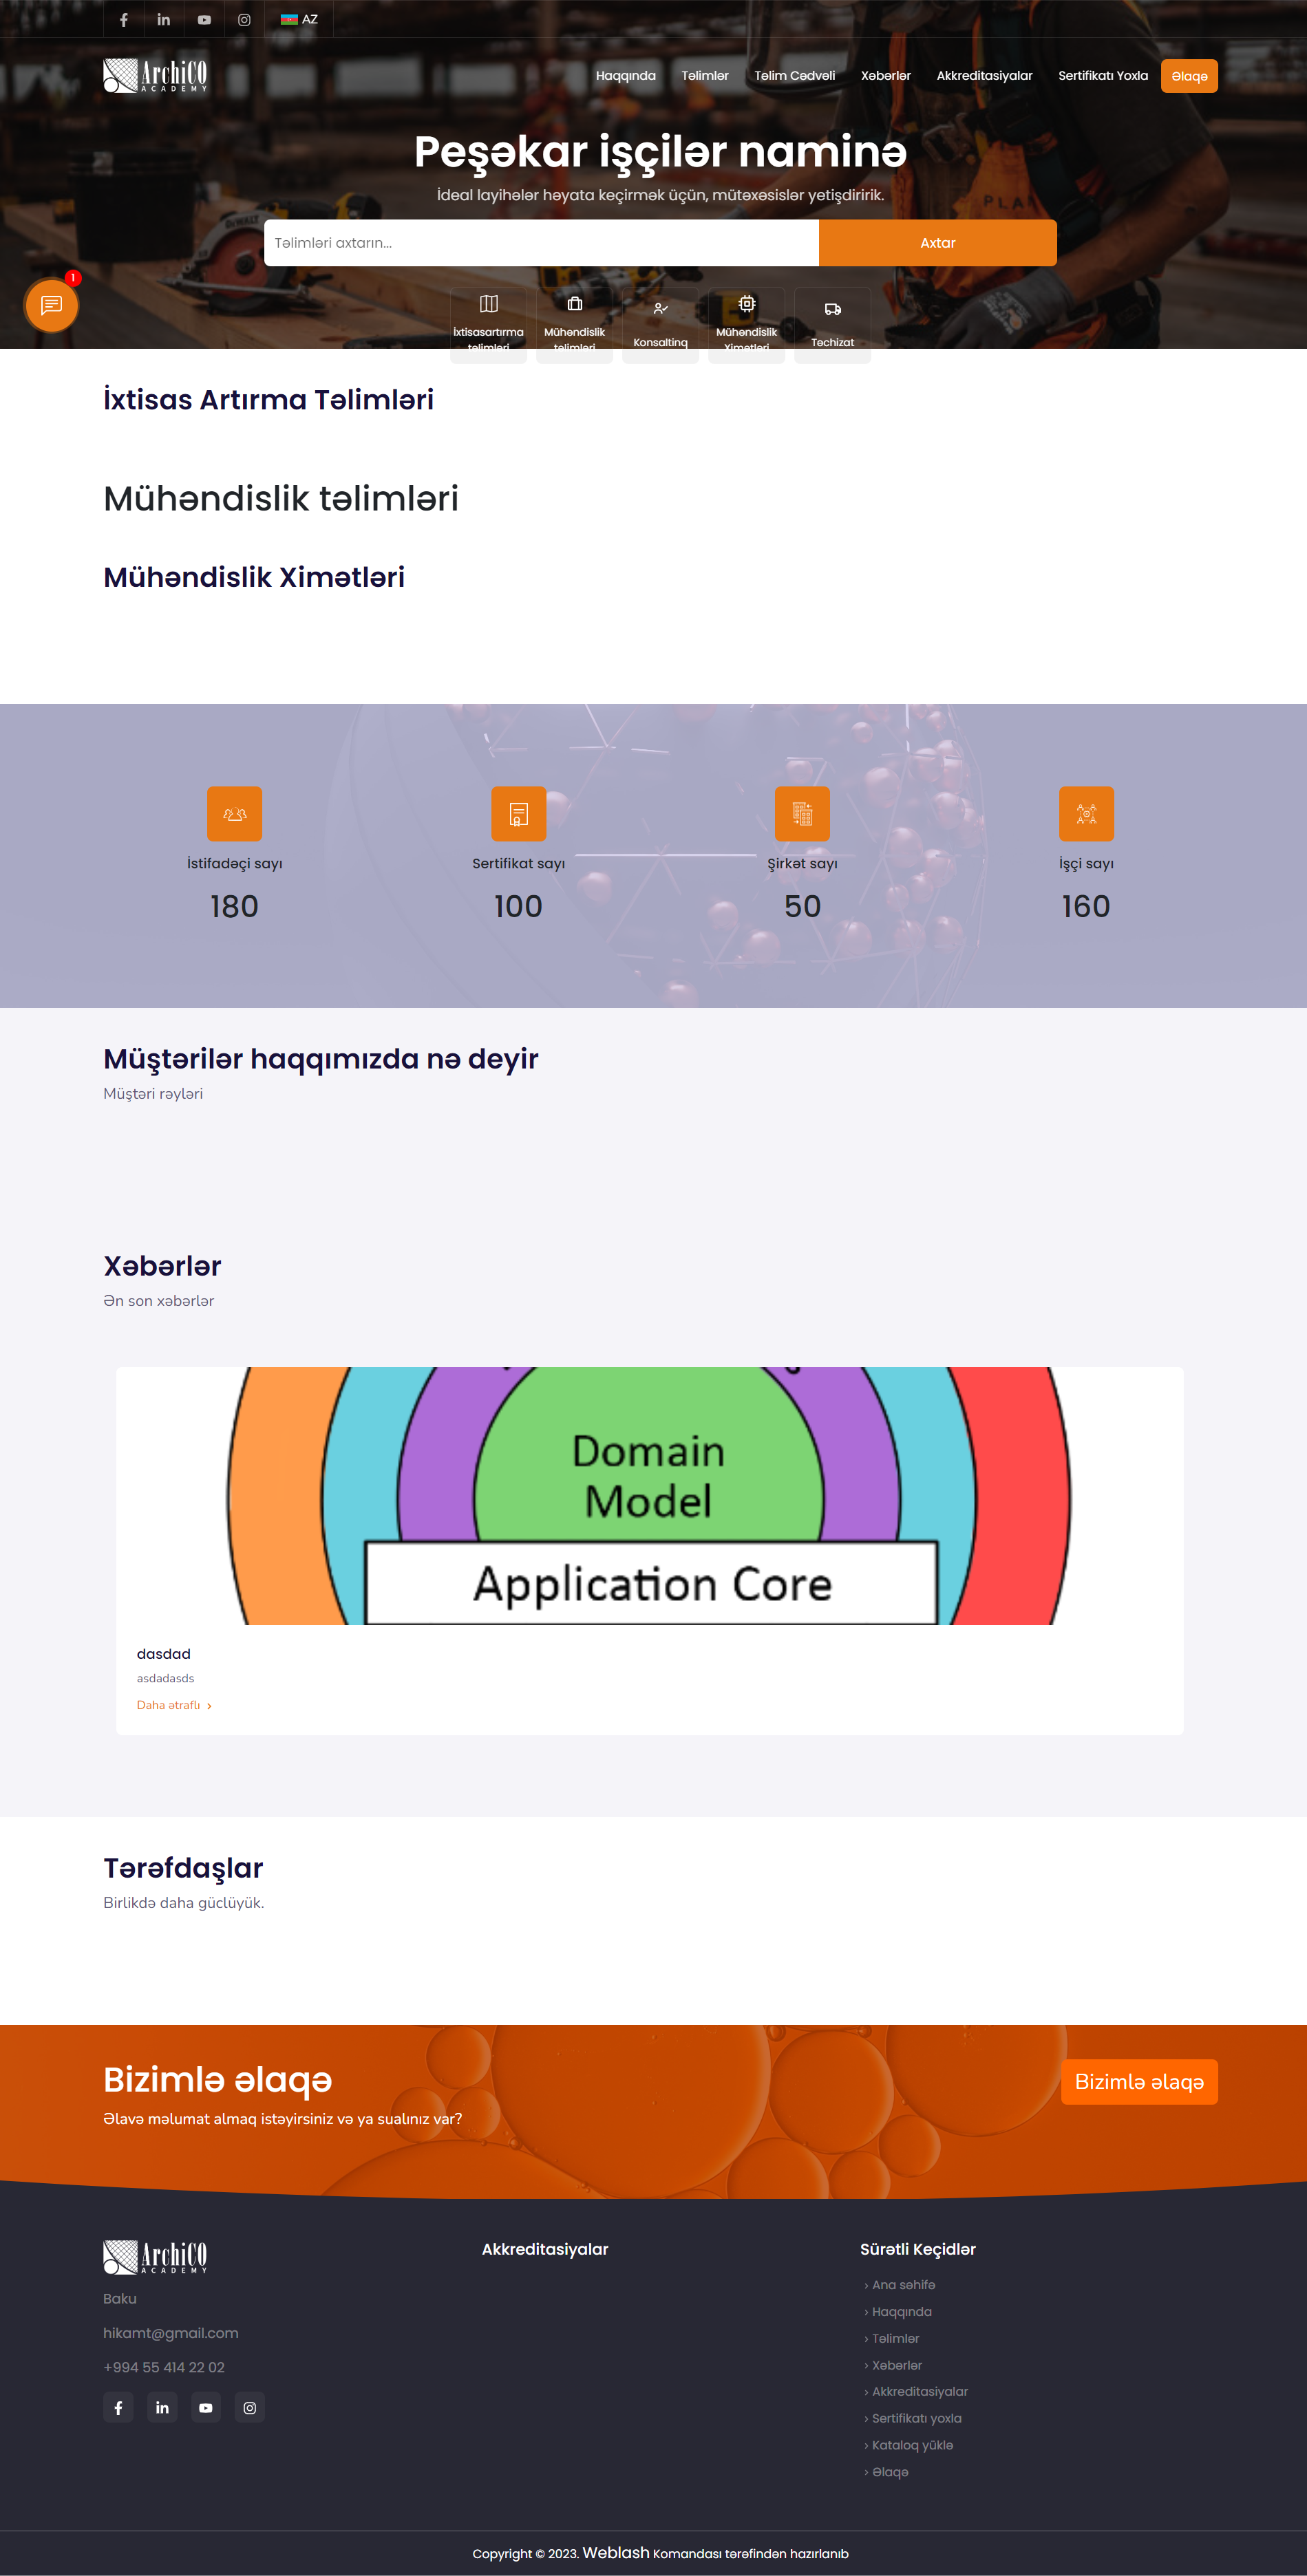 AZ
ArchiCO
ACADEMY
Haqqında Təlimlər Təlim Cədvəli Xəbərlər Akkreditasiyalar Sertifikatı Yoxla Əlaqə
Peşəkar işçilər naminə
İdeal layihələr həyata keçirmək üçün, mütəxəsislər yetişdiririk.
Təlimləri axtarın...
Axtar
1
İxtisasartırma
təlimləri
Mühəndislik
təlimləri
Konsaltinq
Mühəndislik
Ximətləri
Təchizat
İxtisas Artırma Təlimləri
Mühəndislik təlimləri
Mühəndislik Ximətləri
İstifadəçi sayı
180
Sertifikat sayı
100
Şirkət sayı
50
İşçi sayı
160
Müştərilər haqqımızda nə deyir
Müştəri rəyləri
Xəbərlər
Ən son xəbərlər
Domain
Model
Application Core
dasdad
asdadasds
Daha ətraflı
Tərəfdaşlar
Birlikdə daha güclüyük.
Bizimlə əlaqə
Əlavə məlumat almaq istəyirsiniz və ya sualınız var?
Bizimlə əlaqə
ArchiCO
ACADEMY
Baku
hikamt@gmail.com
+994 55 414 22 02
Akkreditasiyalar
Sürətli Keçidlər
Ana səhifə
Haqqında
Təlimlər
Xəbərlər
Akkreditasiyalar
Sertifikatı yoxla
Kataloq yüklə
Əlaqə
Copyright © 2023. Weblash Komandası tərəfindən hazırlanıb